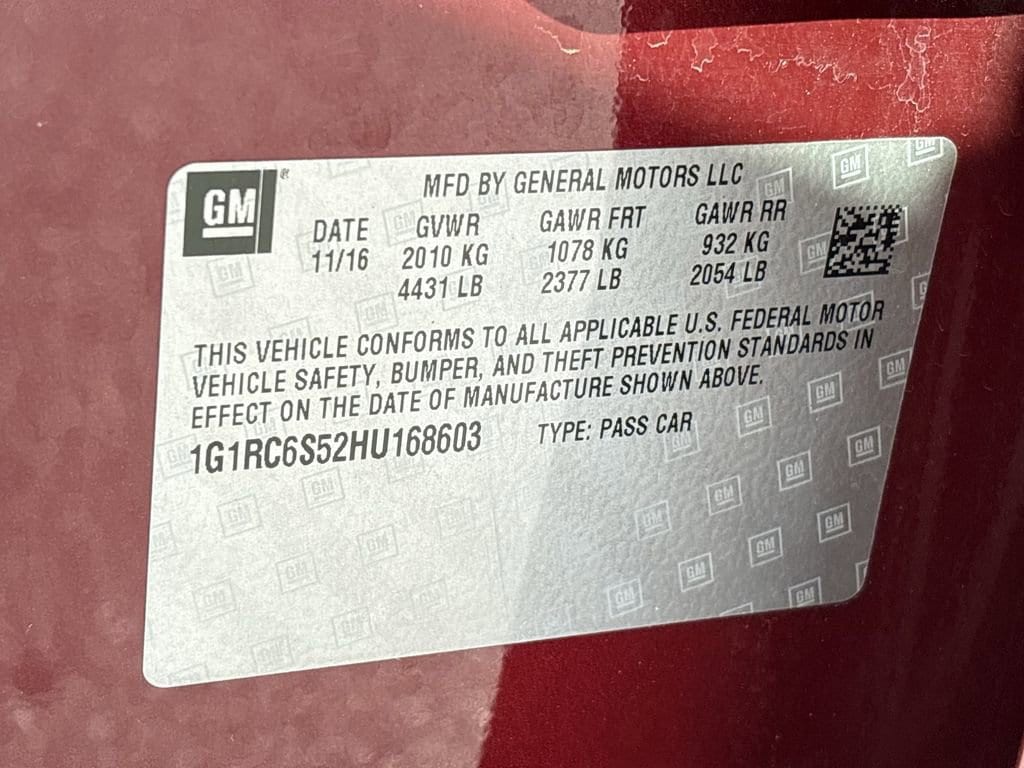 GM ®
MFD BY GENERAL MOTORS LLC
DATE GVWR GAWR FRT GAWR RR
11/16 2010 KG 1078 KG 932 KG
4431 LB 2377 LB 2054 LB
THIS VEHICLE CONFORMS TO ALL APPLICABLE U.S. FEDERAL MOTOR
VEHICLE SAFETY, BUMPER, AND THEFT PREVENTION STANDARDS IN
EFFECT ON THE DATE OF MANUFACTURE SHOWN ABOVE.
1G1RC6S52HU168603 TYPE: PASS CAR